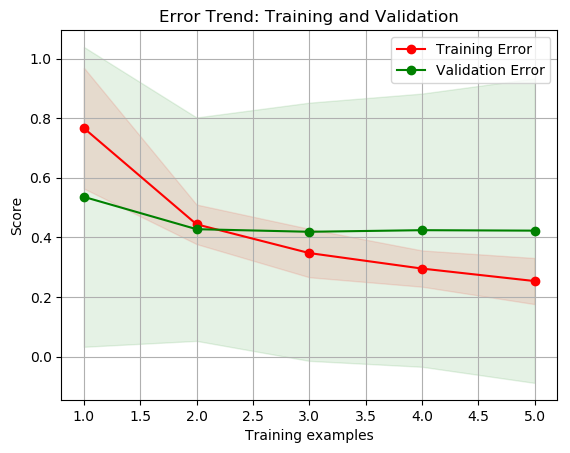 Error Trend: Training and Validation
Training Error
Validation Error
1.0
0.8
0.6
0.4
0.2
0.0
Score
1.0 1.5 2.0 2.5 3.0 3.5 4.0 4.5 5.0
Training examples